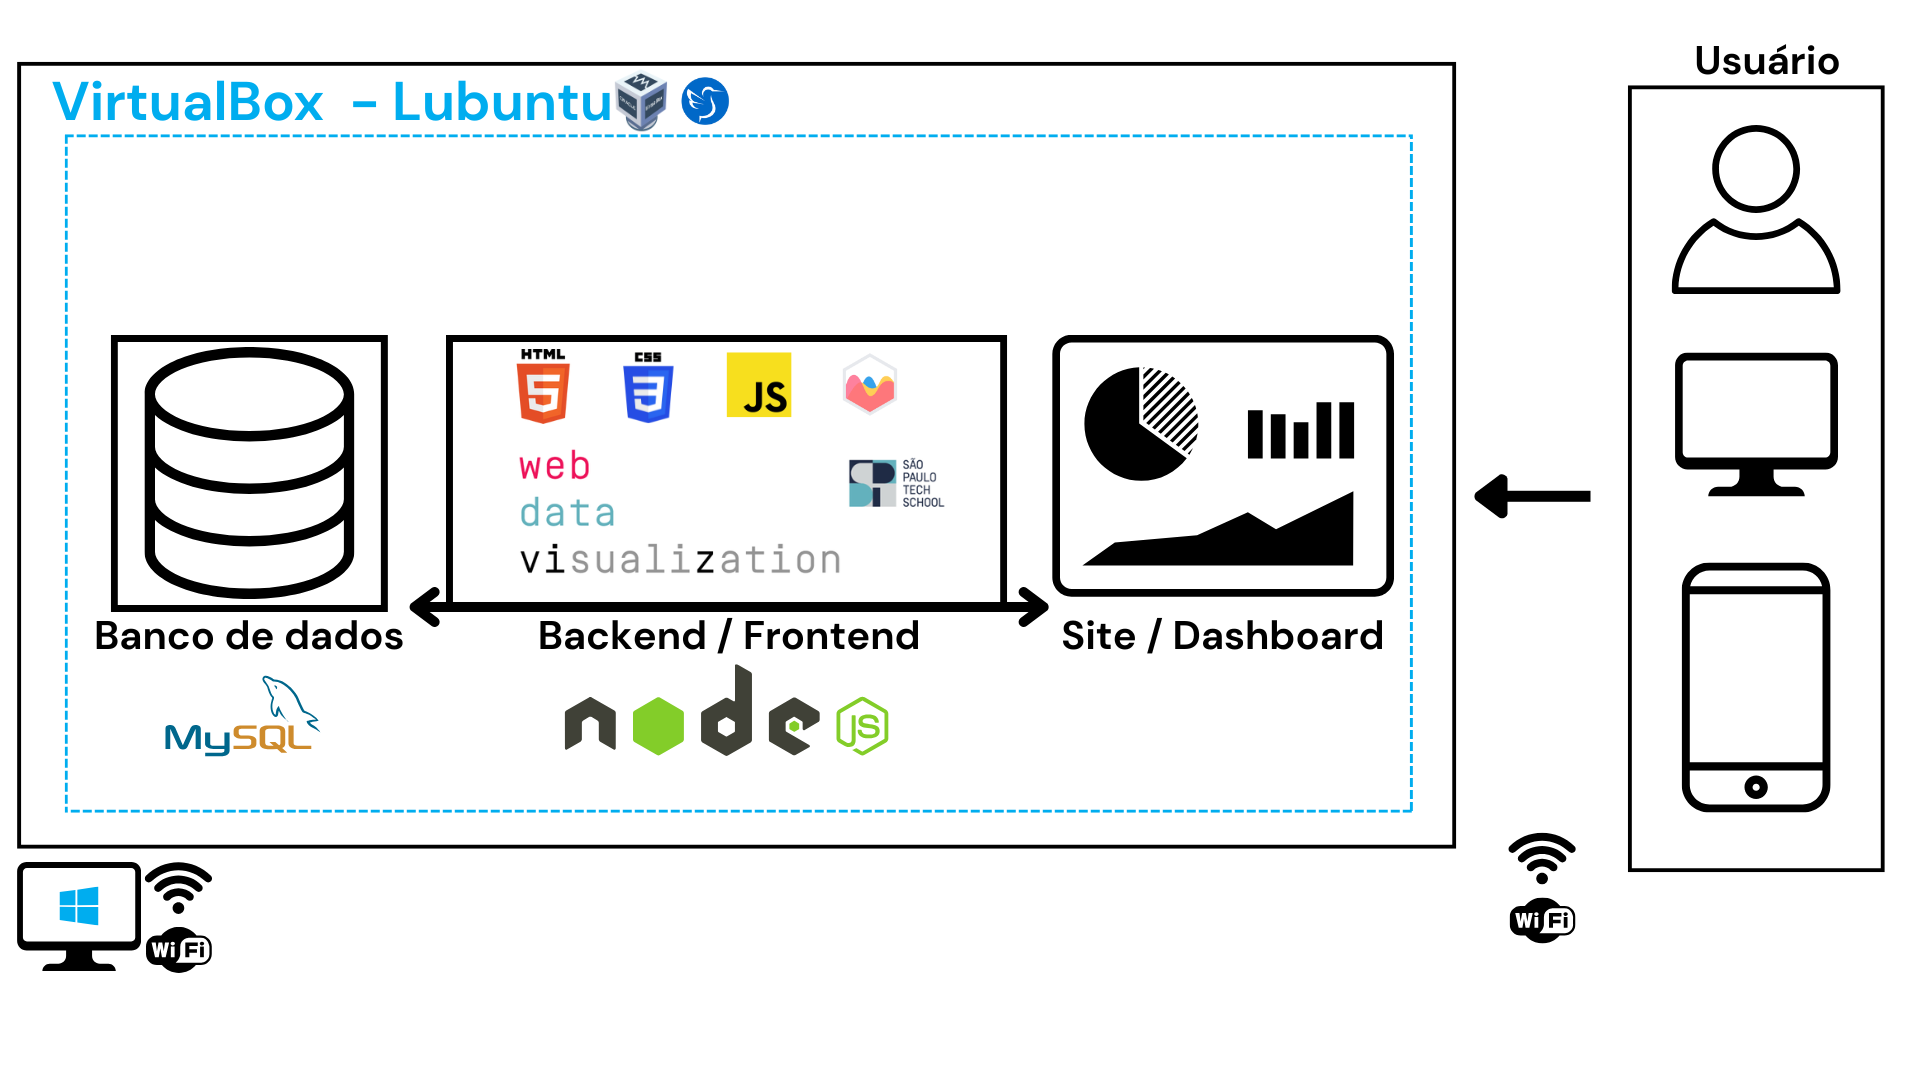 Usuário
VirtualBox - Lubuntu
HTML
CSS
JS
web
data
visualization
SÃO
PAULO
TECH
SCHOOL
Banco de dados
Backend / Frontend
Site / Dashboard
MySQL
node
JS
Wi Fi
Wi Fi